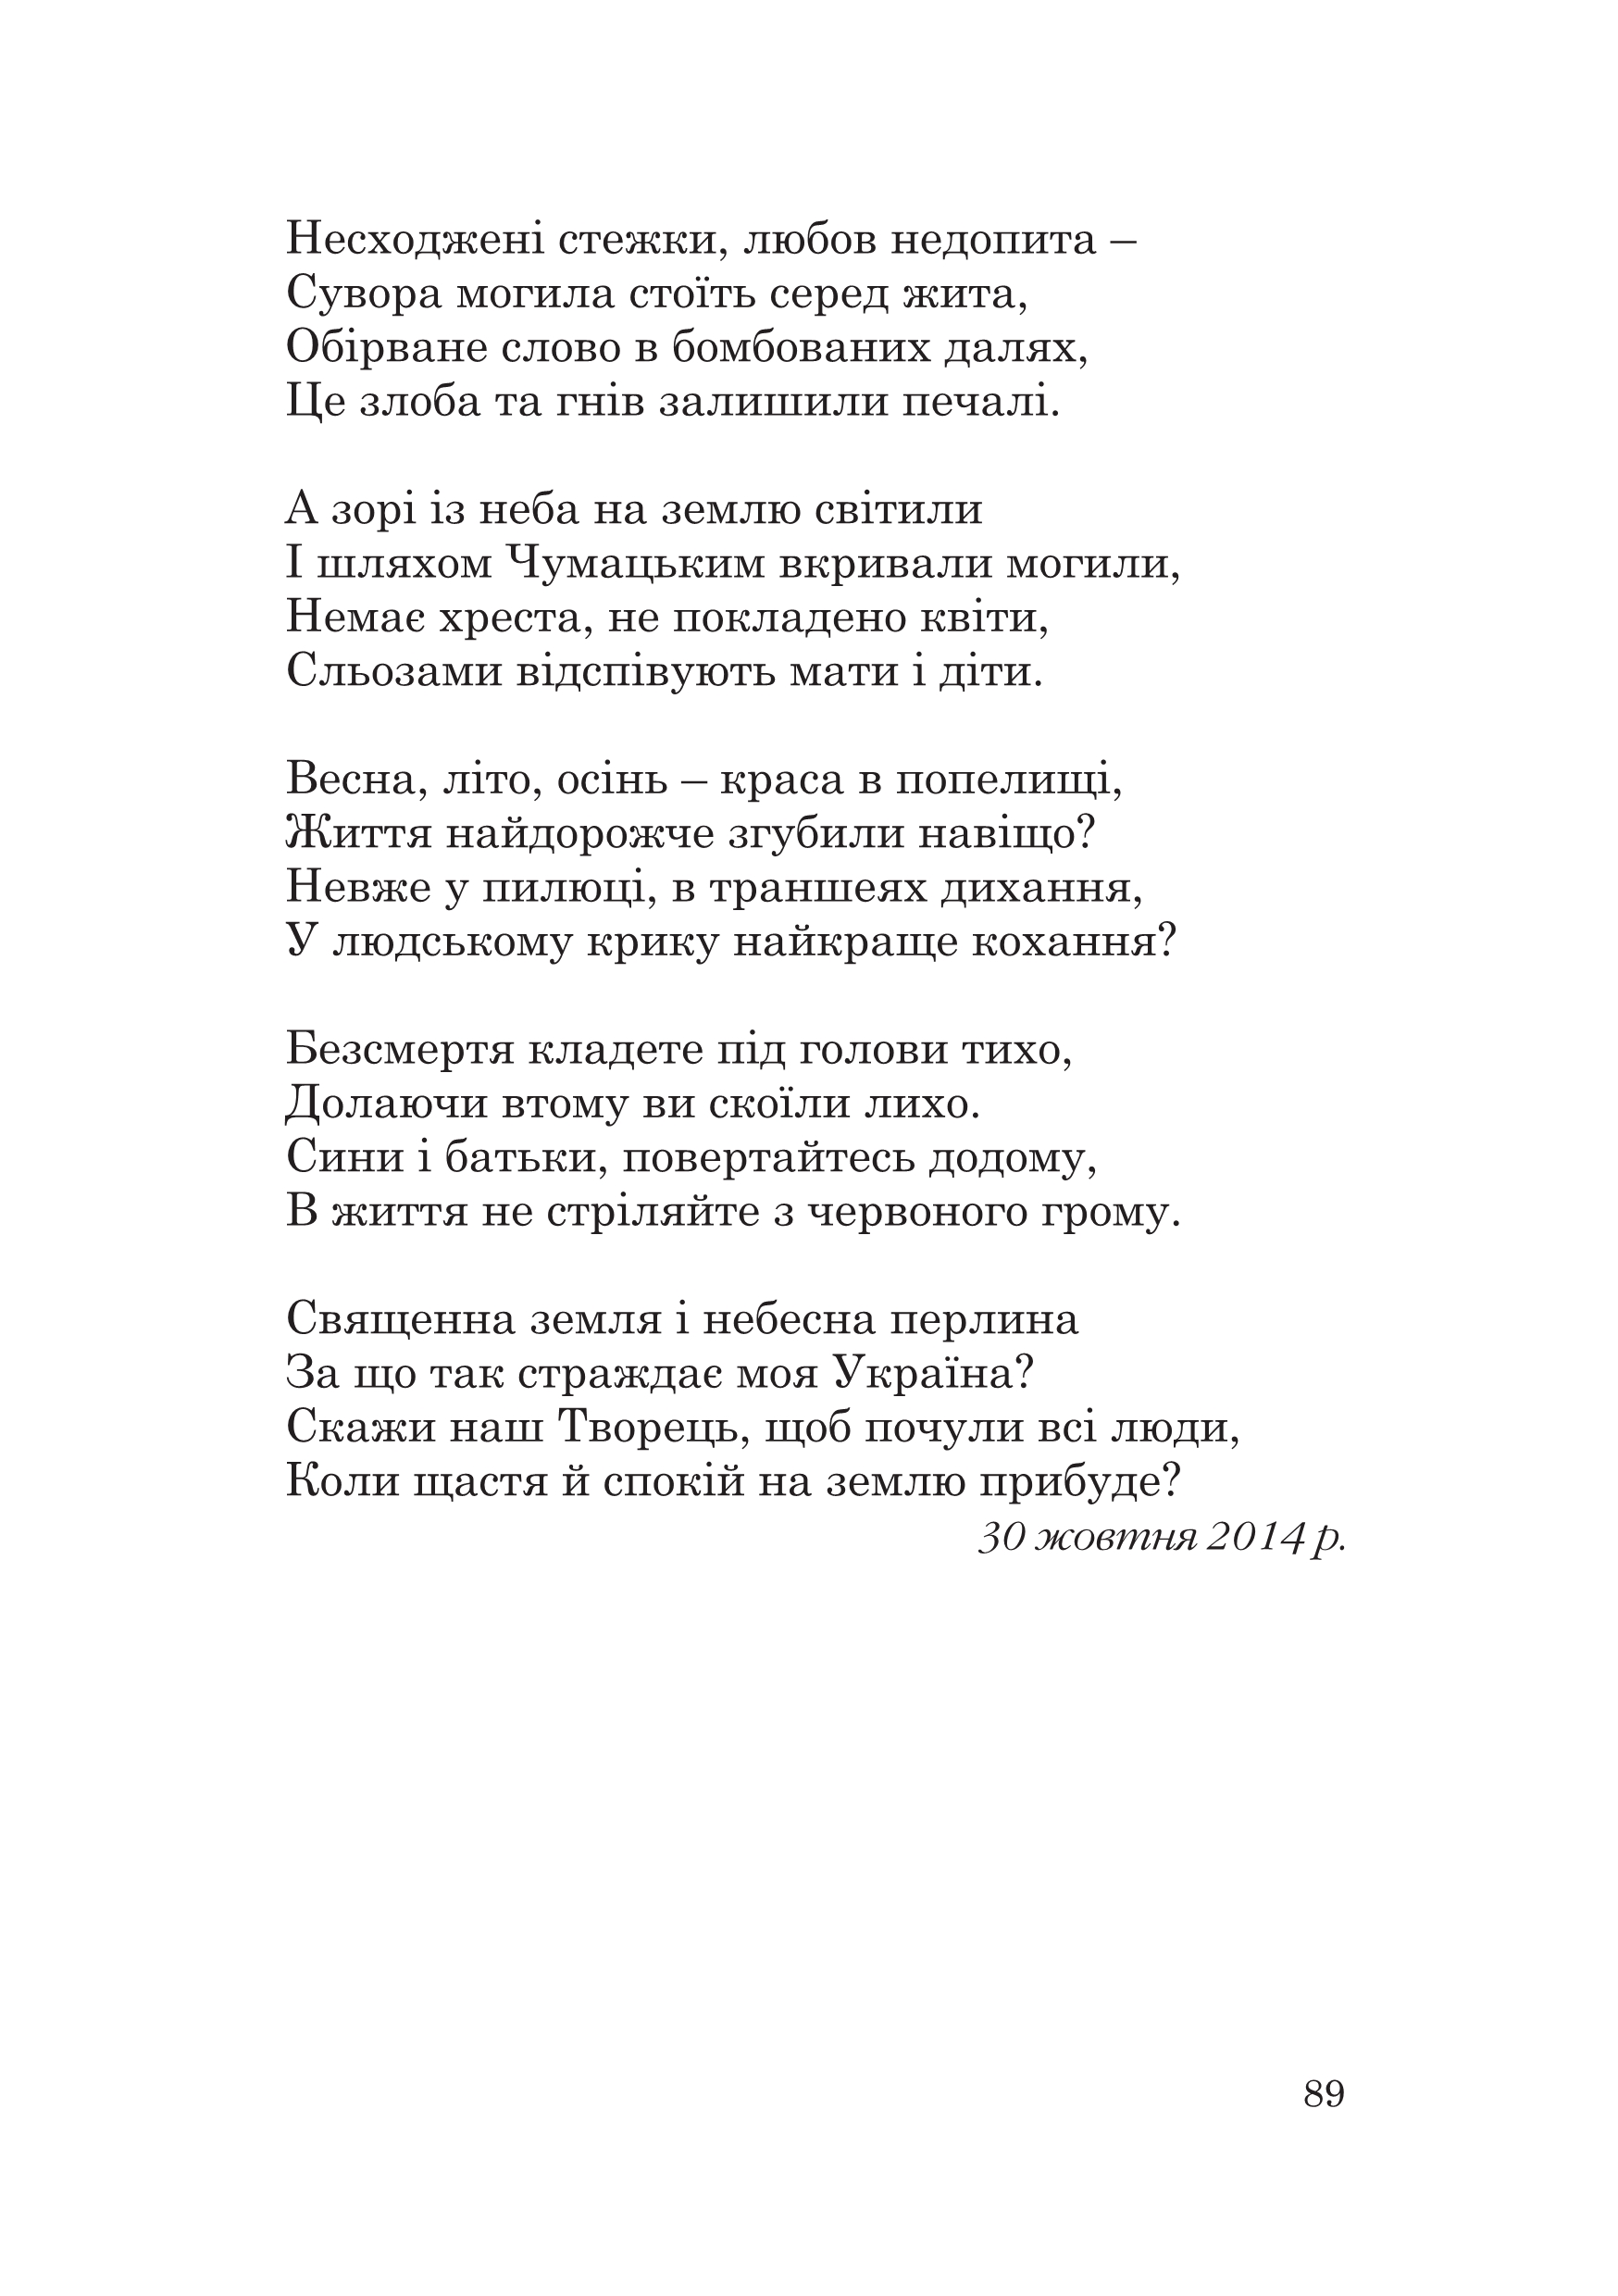 Несходжені стежки, любов недопита –
Сувора могила стоїть серед жита,
Обірване слово в бомбованих далях,
Це злоба та гнів залишили печалі.

А зорі із неба на землю світили
І шляхом Чумацьким вкривали могили,
Немає хреста, не покладено квіти,
Сльозами відспівують мати і діти.

Весна, літо, осінь – краса в попелищі,
Життя найдорожче згубили навіщо?
Невже у пилюці, в траншеях дихання,
У людському крику найкраще кохання?

Безсмертя кладете під голови тихо,
Долаючи втому ви скоїли лихо.
Сини і батьки, повертайтесь додому,
В життя не стріляйте з червоного грому.

Священна земля і небесна перлина
За що так страждає моя Україна?
Скажи наш Творець, щоб почули всі люди,
Коли щастя й спокій на землю прибуде?
30 жовтня 2014 р.
89